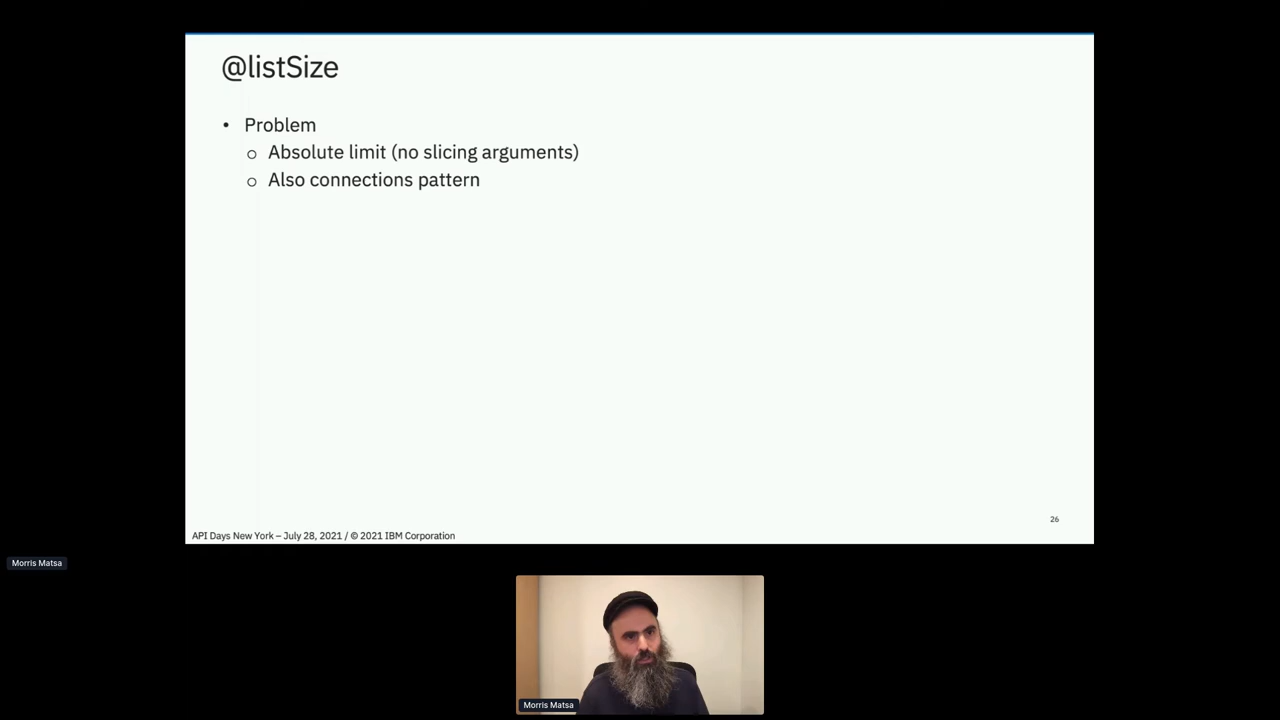 @listSize
• Problem
o Absolute limit (no slicing arguments)
o Also connections pattern
26
API Days New York – July 28, 2021 / © 2021 IBM Corporation
Morris Matsa
Morris Matsa